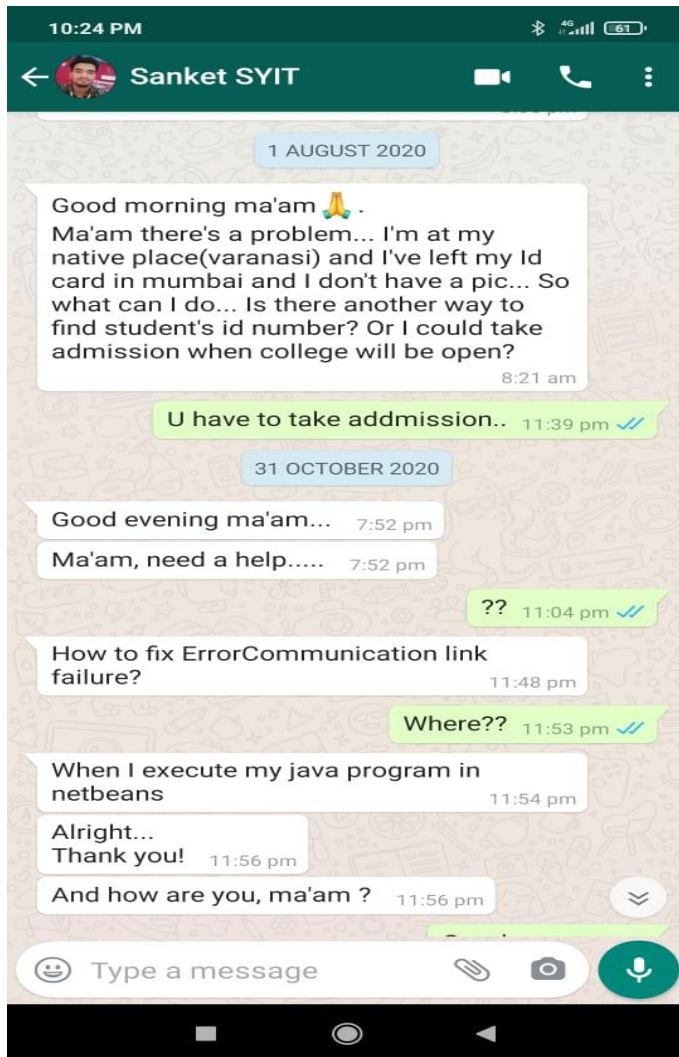 10:24 PM 4G 61
Sanket SYIT
1 AUGUST 2020
Good morning ma'am🙏.
Ma'am there's a problem... I'm at my
native place(varanasi) and I've left my Id
card in mumbai and I don't have a pic... So
what can I do... Is there another way to
find student's id number? Or I could take
admission when college will be open?
8:21 am
U have to take addmission.. 11:39 pm
31 OCTOBER 2020
Good evening ma'am... 7:52 pm
Ma'am, need a help..... 7:52 pm
?? 11:04 pm
How to fix ErrorCommunication link
failure?
11:48 pm
Where?? 11:53 pm
When I execute my java program in
netbeans
11:54 pm
Alright...
Thank you! 11:56 pm
And how are you, ma'am ? 11:56 pm
Type a message